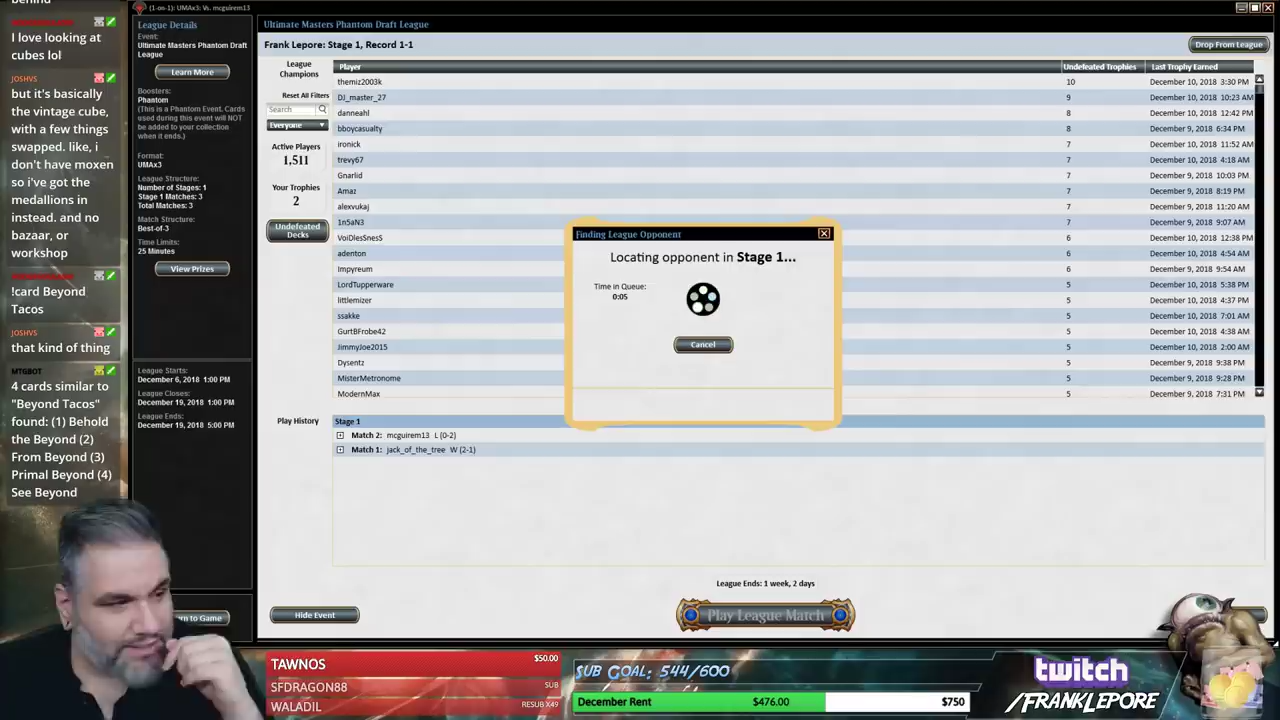 behind
I love looking at
cubes lol
JOSHVS
but it's basically
the vintage cube,
with a few things
swapped. like, i
don't have moxen
so i've got the
medallions in
instead. and no
bazaar, or
workshop
!card Beyond
Tacos
JOSHVS
that kind of thing
MTGBOT
4 cards similar to
"Beyond Tacos"
found: (1) Behold
the Beyond (2)
From Beyond (3)
Primal Beyond (4)
See Beyond
(1-on-1): UMAx3: Vs. mcguirem13
League Details
Event:
Ultimate Masters Phantom Draft
League
Learn More
Boosters:
Phantom
(This is a Phantom Event. Cards
used during this event will NOT
be added to your collection
when it ends.)
Format:
UMAx3
League Structure:
Number of Stages: 1
Stage 1 Matches: 3
Total Matches: 3
Match Structure:
Best-of-3
Time Limits:
25 Minutes
View Prizes
League Starts:
December 6, 2018 1:00 PM
League Closes:
December 19, 2018 1:00 PM
League Ends:
December 19, 2018 5:00 PM
rn to Game
Ultimate Masters Phantom Draft League
Frank Lepore: Stage 1, Record 1-1
Drop From League
League
Champions
Reset All Filters
Search
Everyone
Active Players
1,511
Your Trophies
2
Undefeated
Decks
Player Undefeated Trophies Last Trophy Earned
themiz2003k 10 December 10, 2018 3:30 PM
DJ_master_27 9 December 10, 2018 10:23 AM
danneahl 8 December 10, 2018 12:42 PM
bboycasualty 8 December 9, 2018 6:34 PM
ironick 7 December 10, 2018 11:52 AM
trevy67 7 December 10, 2018 4:18 AM
Gnarlid 7 December 9, 2018 10:03 PM
Amaz 7 December 9, 2018 8:19 PM
alexvukaj 7 December 9, 2018 11:20 AM
1n5aN3 7 December 9, 2018 9:07 AM
VoiDlesSnesS 6 December 10, 2018 12:38 PM
adenton 6 December 10, 2018 4:54 AM
Impyreum 6 December 9, 2018 9:54 AM
LordTupperware 5 December 10, 2018 5:38 PM
littlemizer 5 December 10, 2018 4:37 PM
ssakke 5 December 10, 2018 7:01 AM
GurtBFrobe42 5 December 10, 2018 4:38 AM
JimmyJoe2015 5 December 10, 2018 2:00 AM
Dysentz 5 December 9, 2018 9:38 PM
MisterMetronome 5 December 9, 2018 9:28 PM
ModernMax 5 December 9, 2018 7:31 PM
Finding League Opponent
Locating opponent in Stage 1...
Time in Queue:
0:05
Cancel
Play History
Stage 1
Match 2: mcguirem13 L (0-2)
Match 1: jack_of_the_tree W (2-1)
League Ends: 1 week, 2 days
Hide Event
Play League Match
TAWNOS $50.00
SFDRAGON88 SUB
WALADIL RESUB X49
SUB GOAL: 544/600
December Rent $476.00 $750
twitch
/FRANKLEPORE